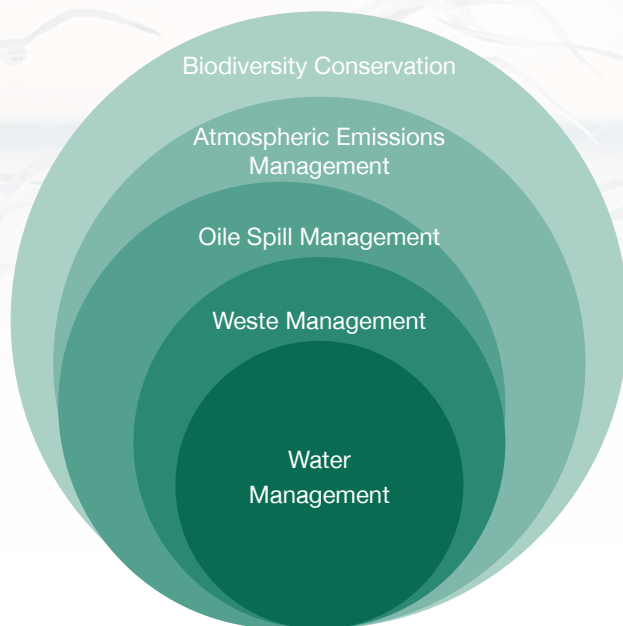 Biodiversity Conservation
Atmospheric Emissions
Management
Oile Spill Management
Weste Management
Water
Management